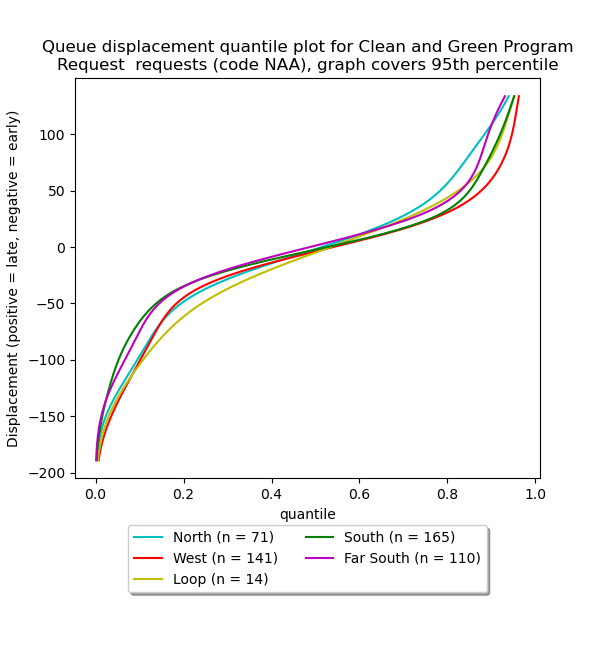 Queue displacement quantile plot for Clean and Green Program
Request  requests (code NAA), graph covers 95th percentile
Displacement (positive = late, negative = early)
100
50
0
−50
−100
−150
−200
0.0 0.2 0.4 0.6 0.8 1.0
quantile
North (n = 71) South (n = 165)
West (n = 141) Far South (n = 110)
Loop (n = 14)